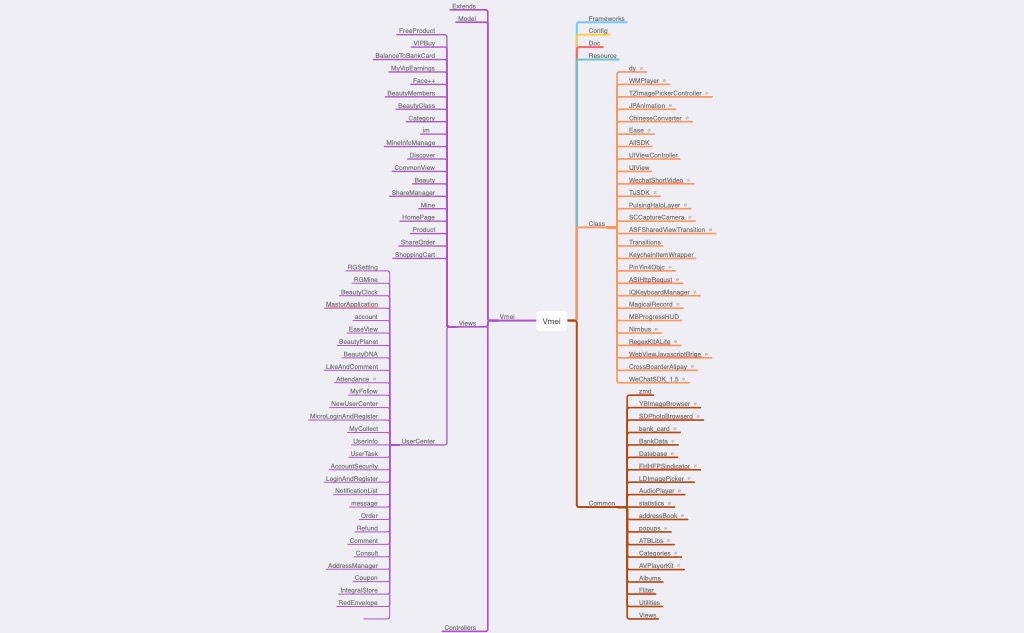 Extends
Model
FreeProduct
VIPBuy
BalanceToBankCard
MyVipEarnings
Face++
BeautyMembers
BeautyClass
Category
im
MineInfoManage
Discover
CommonView
Beauty
ShareManager
Mine
HomePage
Product
ShareOrder
ShoppingCart
RGSetting
RGMine
BeautyClock
MastorApplication
account
EaseView
BeautyPlanet
BeautyDNA
LikeAndComment
Attendance
MyFollow
NewUserCenter
MicroLoginAndRegister
MyCollect
UserInfo
UserTask
AccountSecurity
LoginAndRegister
NotificationList
message
Order
Refund
Comment
Consult
AddressManager
Coupon
IntegralStore
RedEnvelope
UserCenter
Views
Controllers
Vmei
Vmei
Frameworks
Config
Doc
Resource
Class
dy
WMPlayer
TZImagePickerController
JPAnimation
ChineseConverter
Ease
AliSDK
UIViewController
UIView
WechatShortVideo
TuSDK
PulsingHaloLayer
SCCaptureCamera
ASFSharedViewTransition
Transitions
KeychainItemWrapper
PinYin4Objc
ASIHttpRequst
IQKeyboardManager
MagicalRecord
MBProgressHUD
Nimbus
RegexKitALite
WebViewJavascriptBrige
CrossBoarderAlipay
WeChatSDK_1.5
Common
zmd
YBImageBrowser
SDPhotoBrowserd
bank_card
BankData
Datebase
FHHFPSindicator
LDImagePicker
AudioPlayer
statistics
addressBook
popups
ATBLibs
Categories
AVPlayerKit
Albums
Filter
Utilities
Views